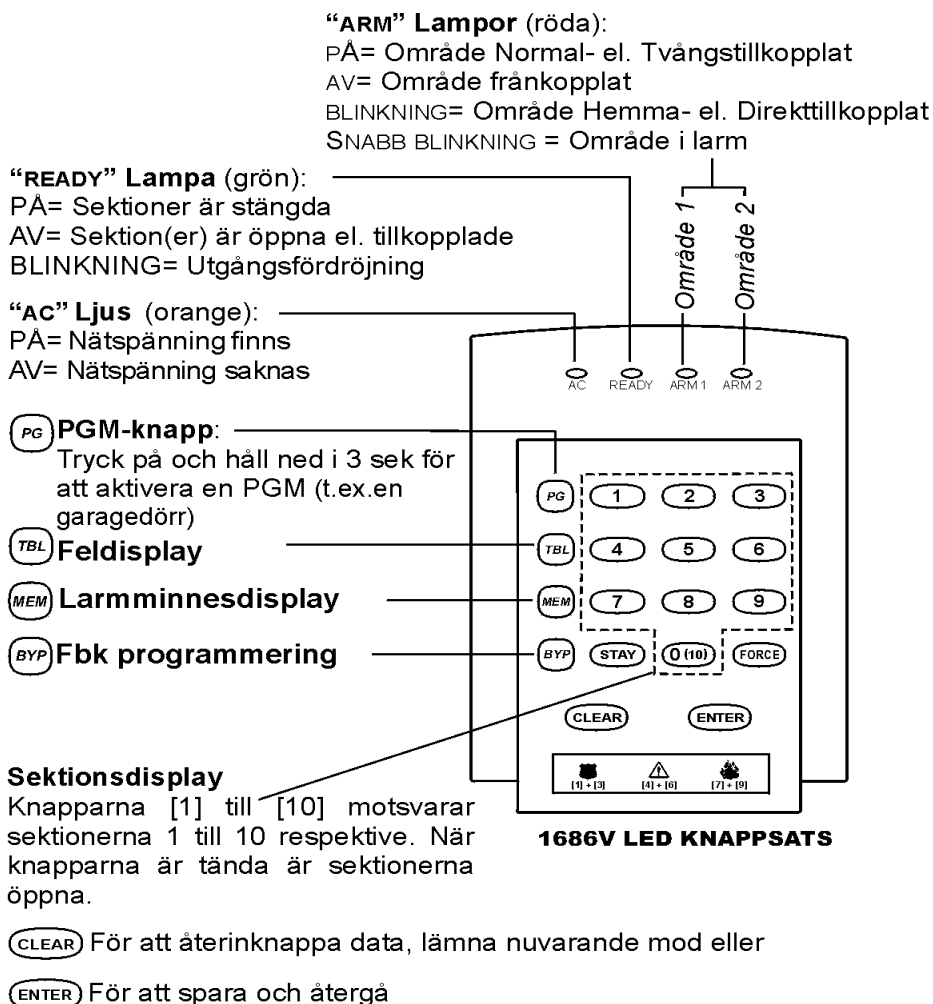 “ARM” Lampor (röda):
PÅ= Område Normal- el. Tvångstillkopplat
AV= Område frånkopplat
BLINKNING= Område Hemma- el. Direkttillkopplat
SNABB BLINKNING = Område i larm
“READY” Lampa (grön):
PÅ= Sektioner är stängda
AV= Sektion(er) är öppna el. tillkopplade
BLINKNING= Utgångsfördröjning
Område 1
Område 2
“AC” Ljus (orange):
PÅ= Nätspänning finns
AV= Nätspänning saknas
AC READY ARM 1 ARM 2
PG PGM-knapp:
Tryck på och håll ned i 3 sek för
att aktivera en PGM (t.ex.en
garagedörr)
TBL Feldisplay
MEM Larmminnesdisplay
BYP Fbk programmering
PG 1 2 3
TBL 4 5 6
MEM 7 8 9
BYP STAY 0 (10) FORCE
CLEAR ENTER
[1] + [3] [4] + [6] [7] + [9]
1686V LED KNAPPSATS
Sektionsdisplay
Knapparna [1] till [10] motsvarar
sektionerna 1 till 10 respektive. När
knapparna är tända är sektionerna
öppna.
CLEAR För att återinknappa data, lämna nuvarande mod eller
ENTER För att spara och återgå